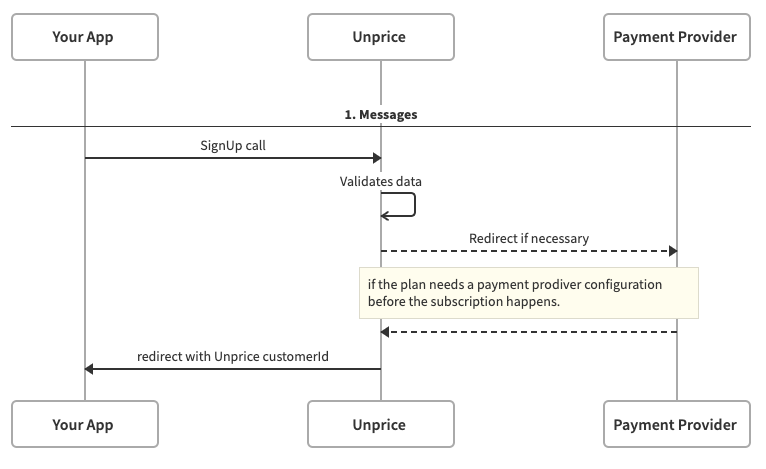 Your App
Unprice
Payment Provider
1. Messages
SignUp call
Validates data
Redirect if necessary
if the plan needs a payment prodiver configuration
before the subscription happens.
redirect with Unprice customerId
Your App
Unprice
Payment Provider